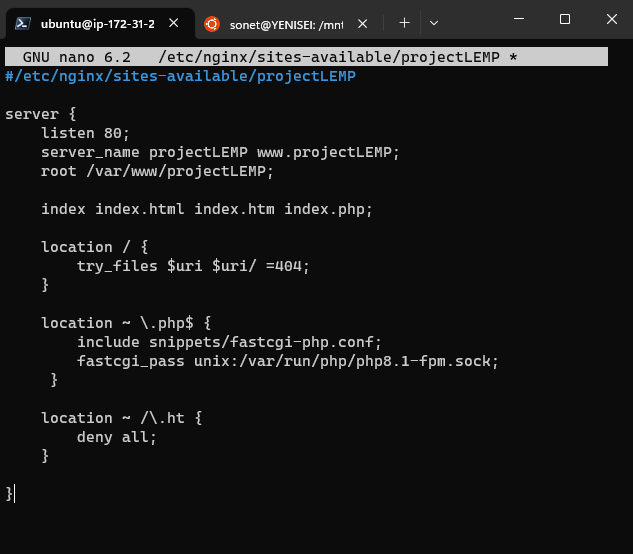 ubuntu@ip-172-31-2
sonet@YENISEI: /mnt
GNU nano 6.2   /etc/nginx/sites-available/projectLEMP *
#/etc/nginx/sites-available/projectLEMP

server {
    listen 80;
    server_name projectLEMP www.projectLEMP;
    root /var/www/projectLEMP;

    index index.html index.htm index.php;

    location / {
        try_files $uri $uri/ =404;
    }

    location ~ \.php$ {
        include snippets/fastcgi-php.conf;
        fastcgi_pass unix:/var/run/php/php8.1-fpm.sock;
     }

    location ~ /\.ht {
        deny all;
    }

}